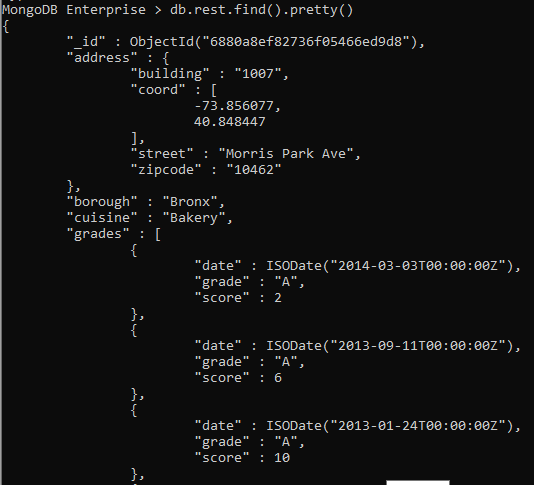 MongoDB Enterprise > db.rest.find().pretty()
{
        "_id" : ObjectId("6880a8ef82736f05466ed9d8"),
        "address" : {
                "building" : "1007",
                "coord" : [
                        -73.856077,
                        40.848447
                ],
                "street" : "Morris Park Ave",
                "zipcode" : "10462"
        },
        "borough" : "Bronx",
        "cuisine" : "Bakery",
        "grades" : [
                {
                        "date" : ISODate("2014-03-03T00:00:00Z"),
                        "grade" : "A",
                        "score" : 2
                },
                {
                        "date" : ISODate("2013-09-11T00:00:00Z"),
                        "grade" : "A",
                        "score" : 6
                },
                {
                        "date" : ISODate("2013-01-24T00:00:00Z"),
                        "grade" : "A",
                        "score" : 10
                },